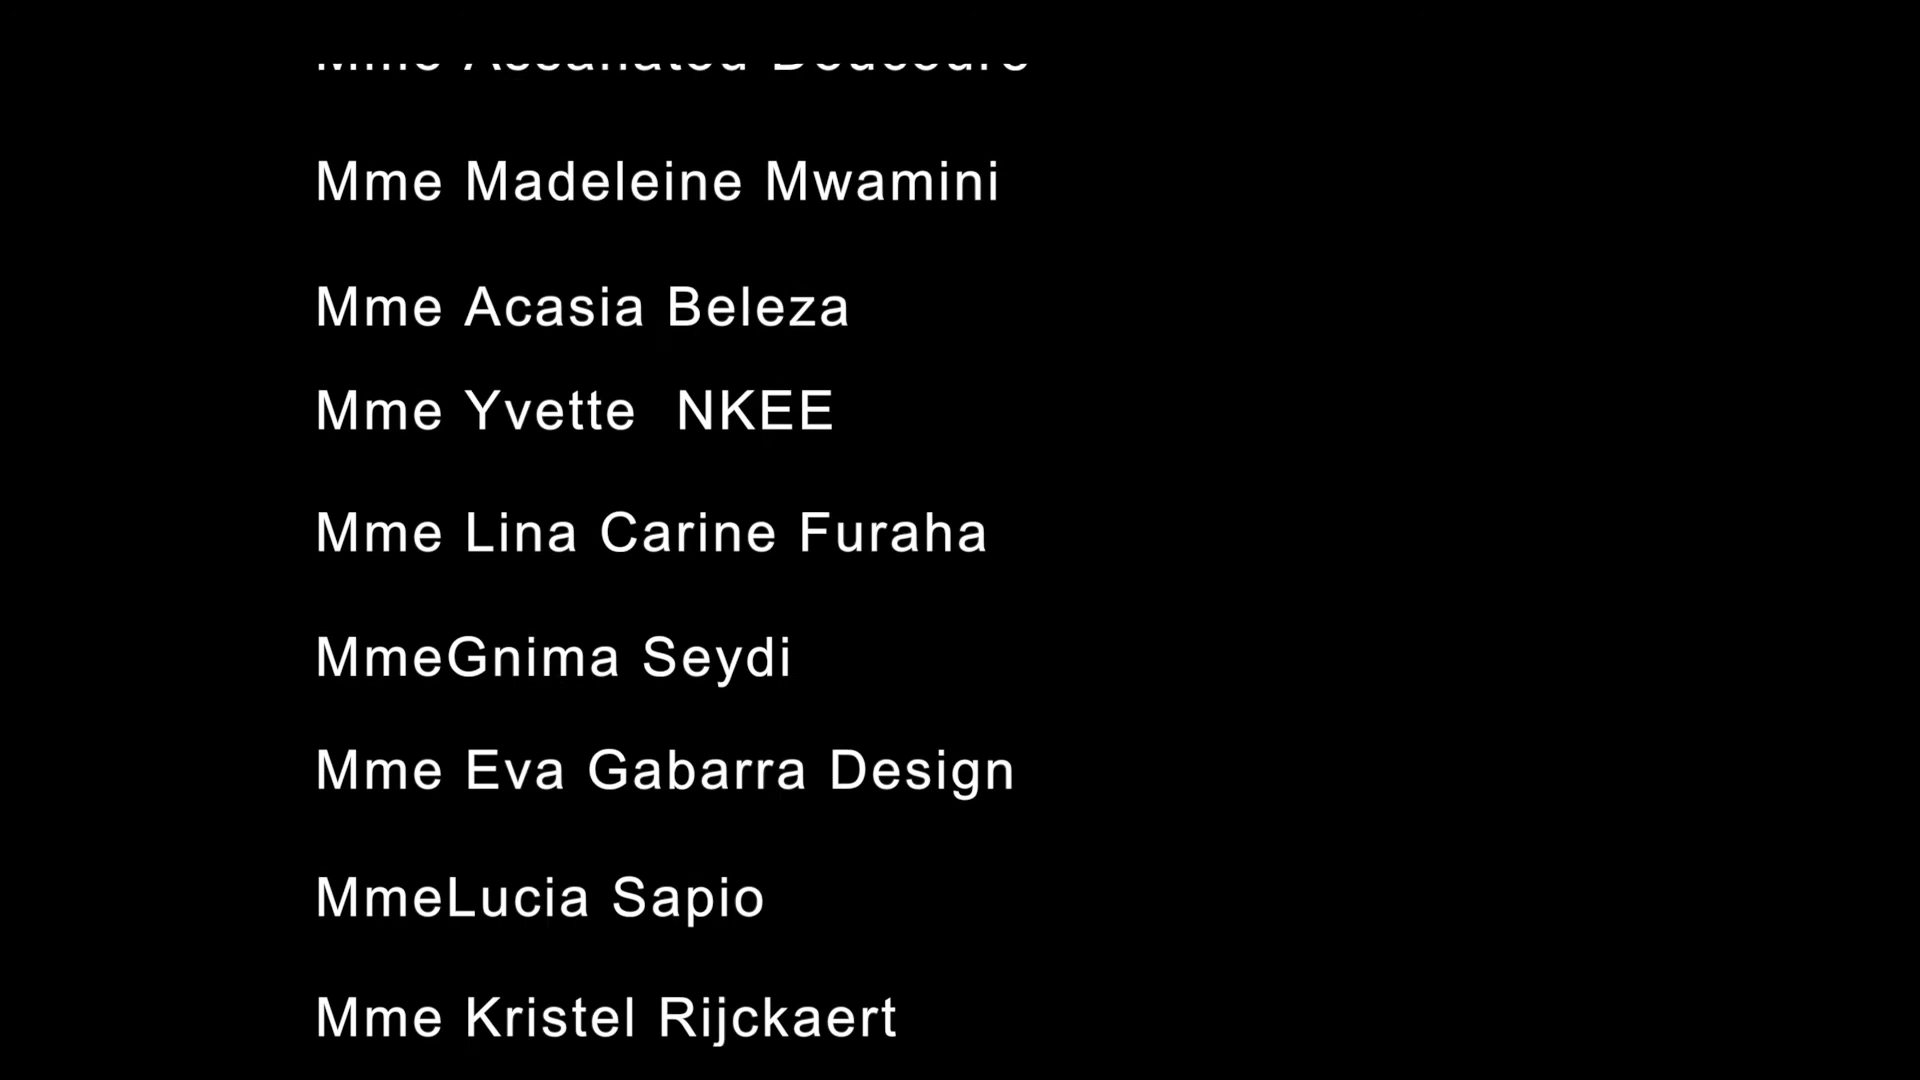 Mme
Mme Madeleine Mwamini
Mme Acasia Beleza
Mme Yvette  NKEE
Mme Lina Carine Furaha
MmeGnima Seydi
Mme Eva Gabarra Design
MmeLucia Sapio
Mme Kristel Rijckaert